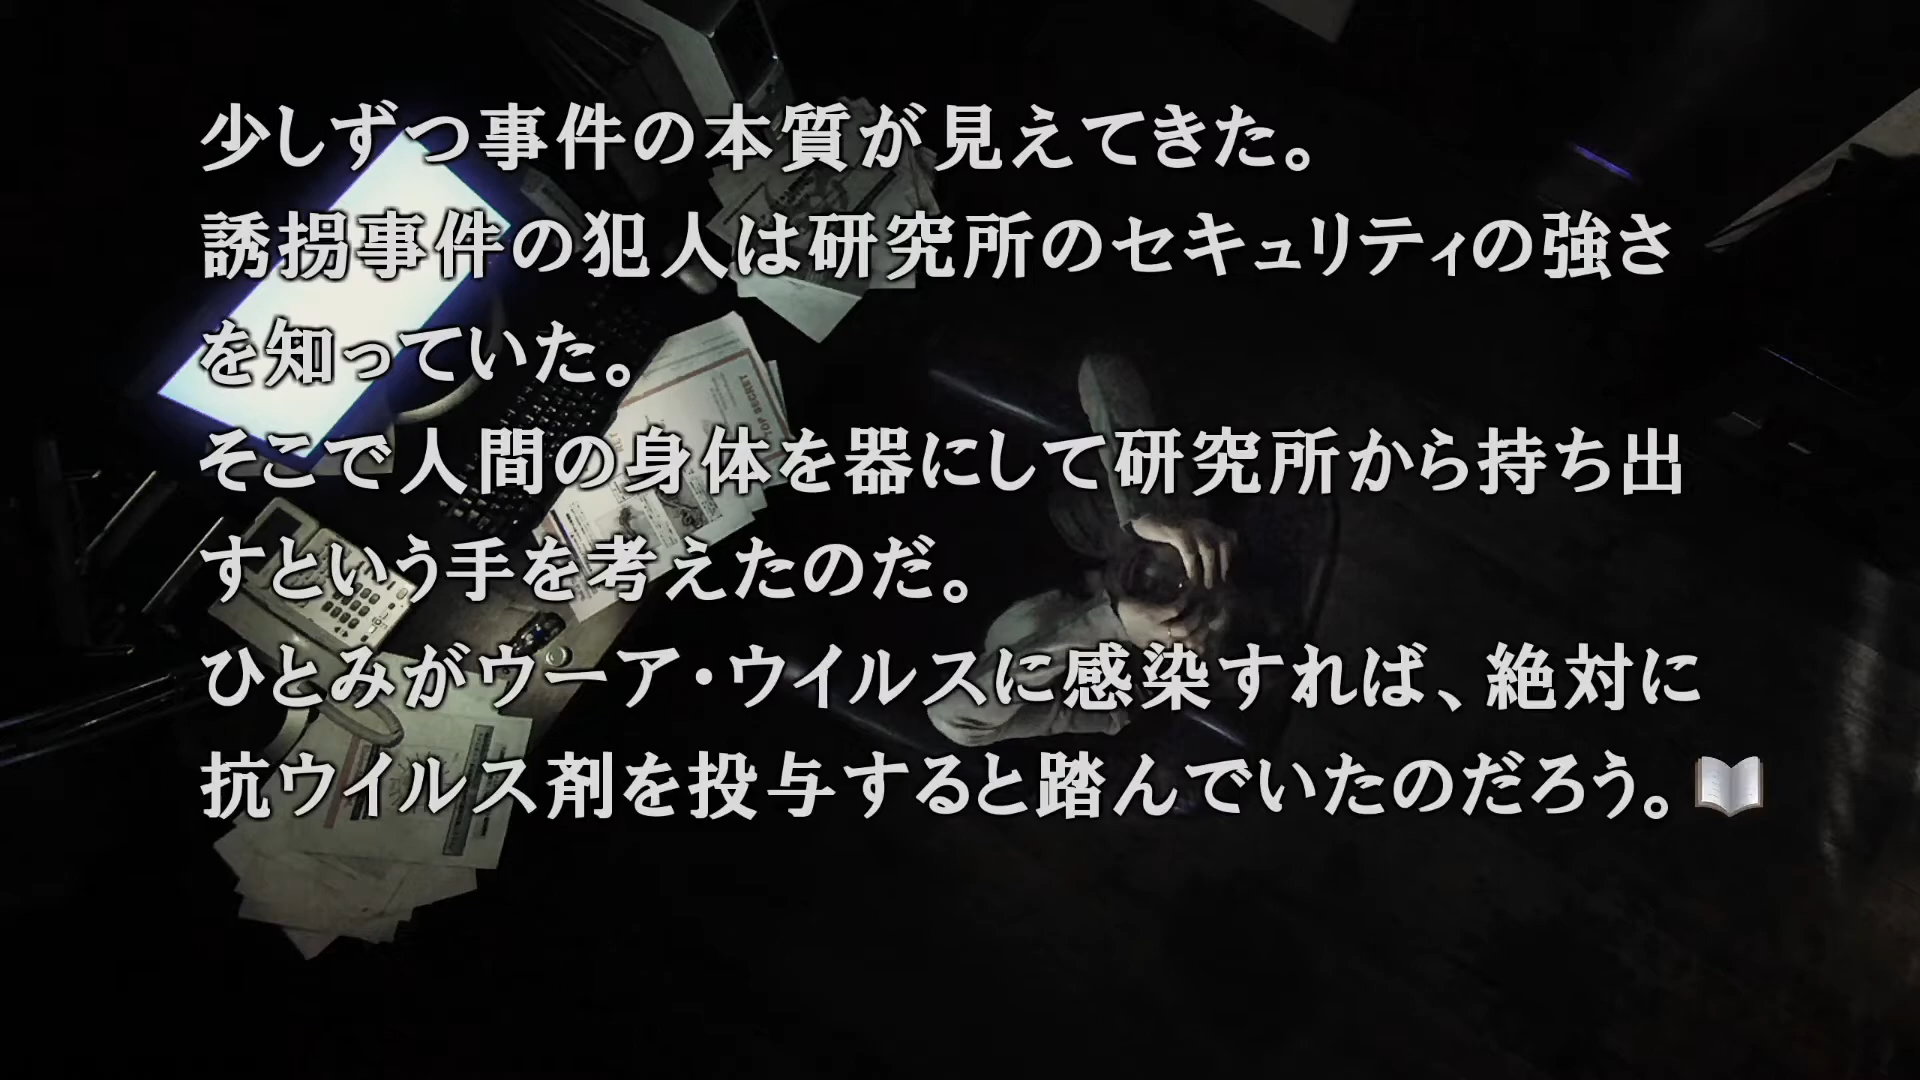 少しずつ事件の本質が見えてきた。
誘拐事件の犯人は研究所のセキュリティの強さ
を知っていた。
そこで人間の身体を器にして研究所から持ち出
すという手を考えたのだ。
ひとみがウーア・ウイルスに感染すれば、絶対に
抗ウイルス剤を投与すると踏んでいたのだろう。
TOP SECRET